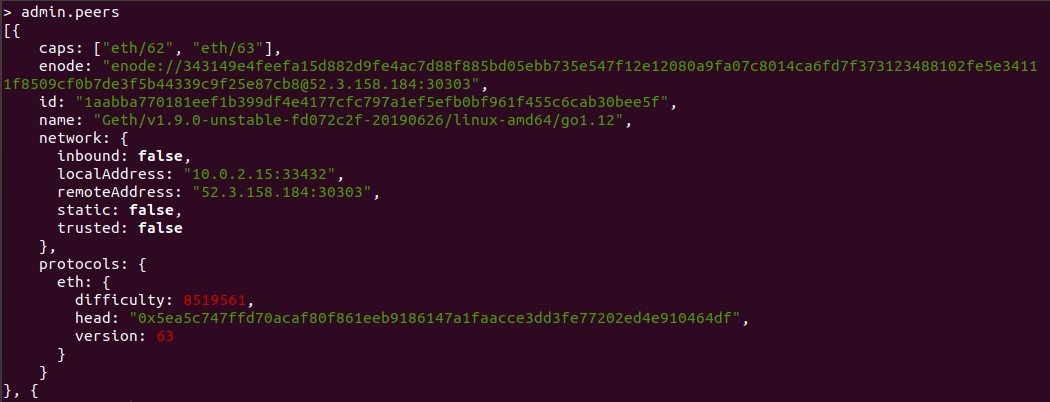 > admin.peers
[{
    caps: ["eth/62", "eth/63"],
    enode: "enode://343149e4feefa15d882d9fe4ac7d88f885bd05ebb735e547f12e12080a9fa07c8014ca6fd7f373123488102fe5e3411
1f8509cf0b7de3f5b44339c9f25e87cb8@52.3.158.184:30303",
    id: "1aabba770181eef1b399df4e4177cfc797a1ef5efb0bf961f455c6cab30bee5f",
    name: "Geth/v1.9.0-unstable-fd072c2f-20190626/linux-amd64/go1.12",
    network: {
      inbound: false,
      localAddress: "10.0.2.15:33432",
      remoteAddress: "52.3.158.184:30303",
      static: false,
      trusted: false
    },
    protocols: {
      eth: {
        difficulty: 8519561,
        head: "0x5ea5c747ffd70acaf80f861eeb9186147a1faacce3dd3fe77202ed4e910464df",
        version: 63
      }
    }
}, {